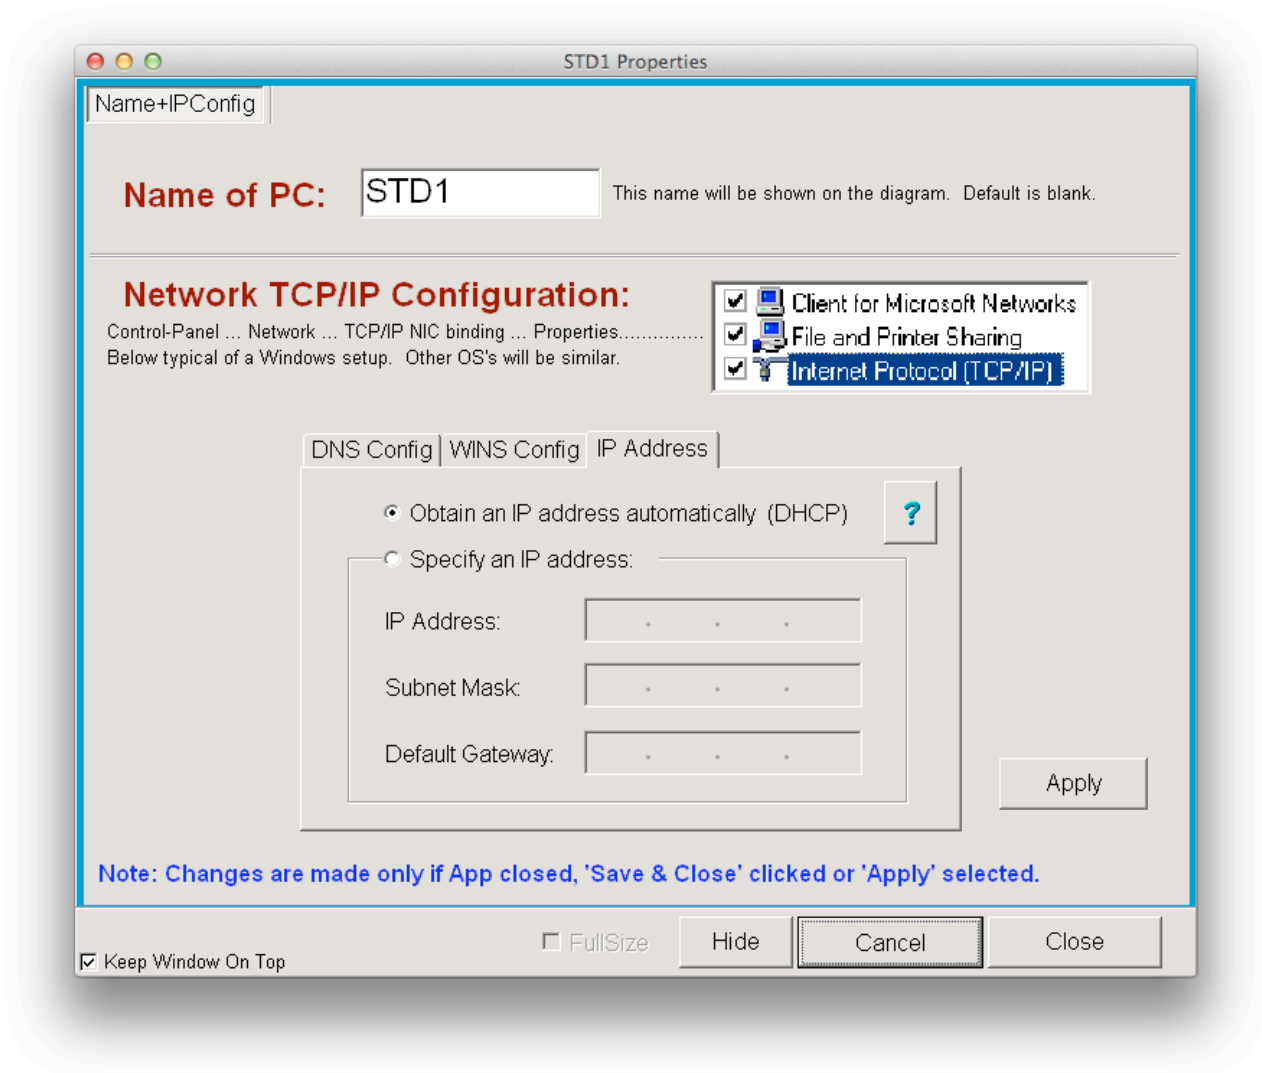 STD1 Properties
Name+IPConfig
Name of PC: STD1 This name will be shown on the diagram. Default is blank.
Network TCP/IP Configuration:
Control-Panel ... Network ... TCP/IP NIC binding ... Properties...............
Below typical of a Windows setup. Other OS's will be similar.
Client for Microsoft Networks
File and Printer Sharing
Internet Protocol (TCP/IP)
DNS Config WINS Config IP Address
Obtain an IP address automatically (DHCP) ?
Specify an IP address:
IP Address: . . .
Subnet Mask: . . .
Default Gateway: . . .
Apply
Note: Changes are made only if App closed, 'Save & Close' clicked or 'Apply' selected.
Keep Window On Top
FullSize Hide Cancel Close